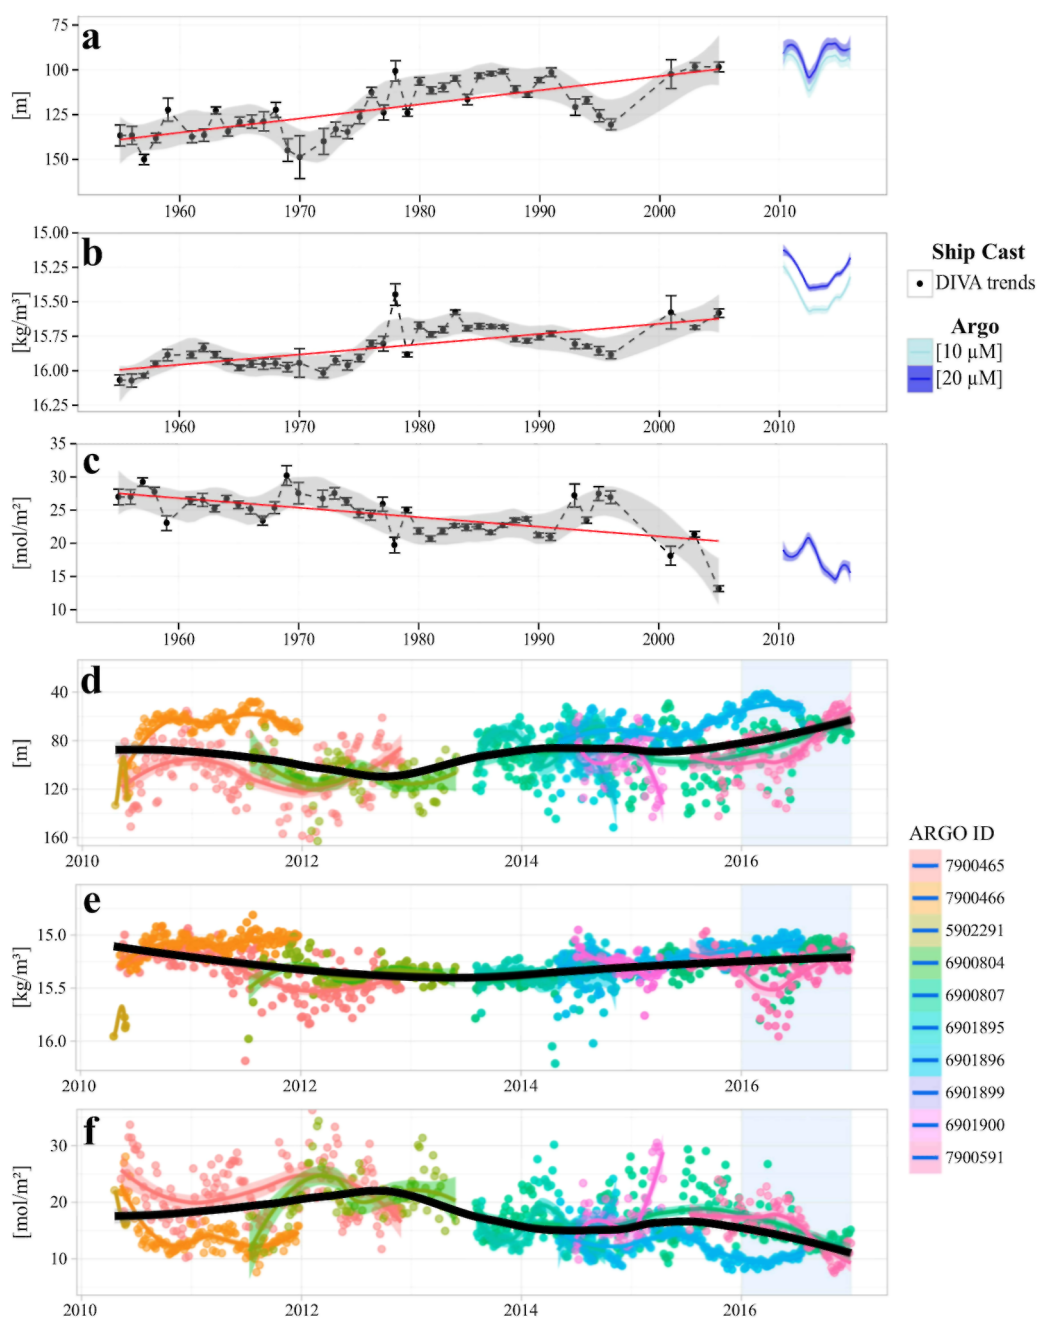 a
75
100
125
150
[m]
1960 1970 1980 1990 2000 2010
b
15.00
15.25
15.50
15.75
16.00
16.25
[kg/m³]
1960 1970 1980 1990 2000 2010
Ship Cast
DIVA trends
Argo
[10 µM]
[20 µM]
c
35
30
25
20
15
10
[mol/m²]
1960 1970 1980 1990 2000 2010
d
40
80
120
160
[m]
2010 2012 2014 2016
e
15.0
15.5
16.0
[kg/m³]
2010 2012 2014 2016
f
30
20
10
[mol/m²]
2010 2012 2014 2016
ARGO ID
7900465
7900466
5902291
6900804
6900807
6901895
6901896
6901899
6901900
7900591